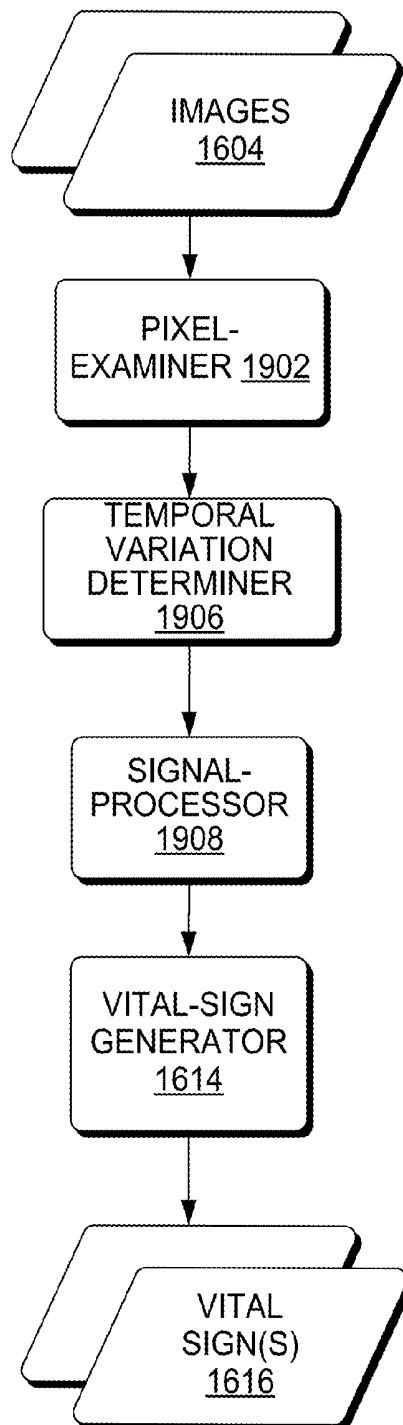 IMAGES
1604
PIXEL-
EXAMINER 1902
TEMPORAL
VARIATION
DETERMINER
1906
SIGNAL-
PROCESSOR
1908
VITAL-SIGN
GENERATOR
1614
VITAL
SIGN(S)
1616